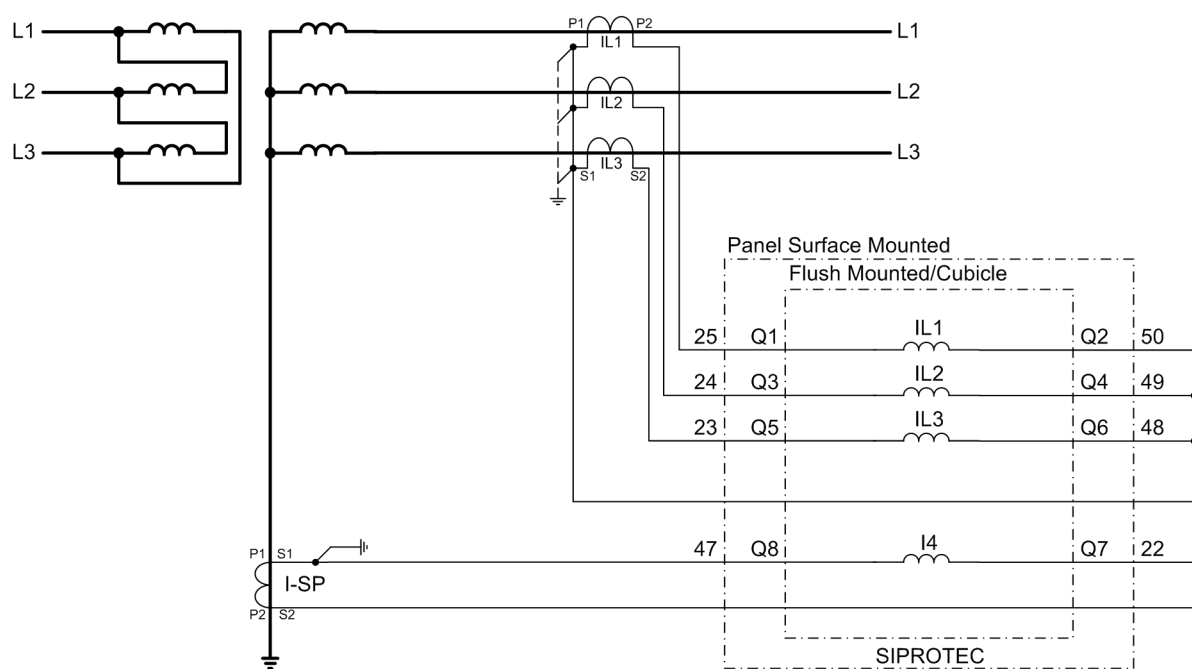 L1
P1
P2
IL1
L1
L2
IL2
L2
L3
IL3
S1
S2
L3
Panel Surface Mounted
Flush Mounted/Cubicle
25 Q1 IL1 Q2 50
24 Q3 IL2 Q4 49
23 Q5 IL3 Q6 48
47 Q8 I4 Q7 22
P1 S1
I-SP
P2 S2
SIPROTEC